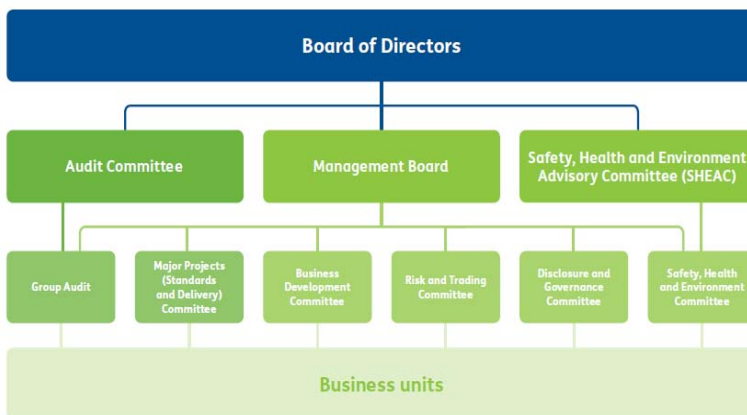 Board of Directors
Audit Committee
Management Board
Safety, Health and Environment
Advisory Committee (SHEAC)
Group Audit
Major Projects
(Standards
and Delivery)
Committee
Business
Development
Committee
Risk and Trading
Committee
Disclosure and
Governance
Committee
Safety, Health
and Environment
Committee
Business units